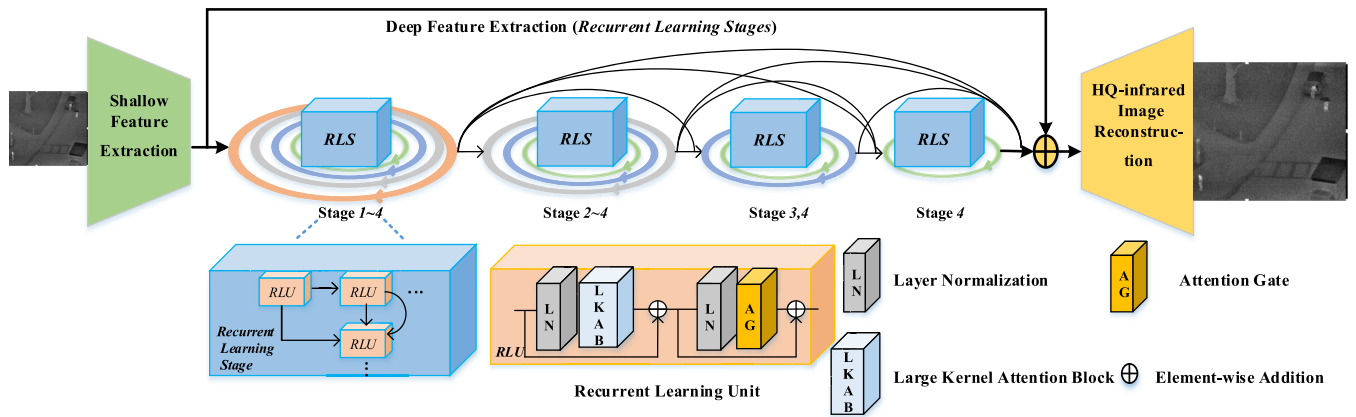 Deep Feature Extraction (Recurrent Learning Stages)
Shallow
Feature
Extraction
RLS
RLS
RLS
RLS
HQ-infrared
Image
Reconstruc-
tion
Stage 1~4
Stage 2~4
Stage 3,4
Stage 4
RLU
RLU
...
RLU
Recurrent
Learning
Stage
...
L
N
L
K
A
B
L
N
A
G
RLU
Recurrent Learning Unit
L
N
Layer Normalization
A
G
Attention Gate
L
K
A
B
Large Kernel Attention Block
Element-wise Addition